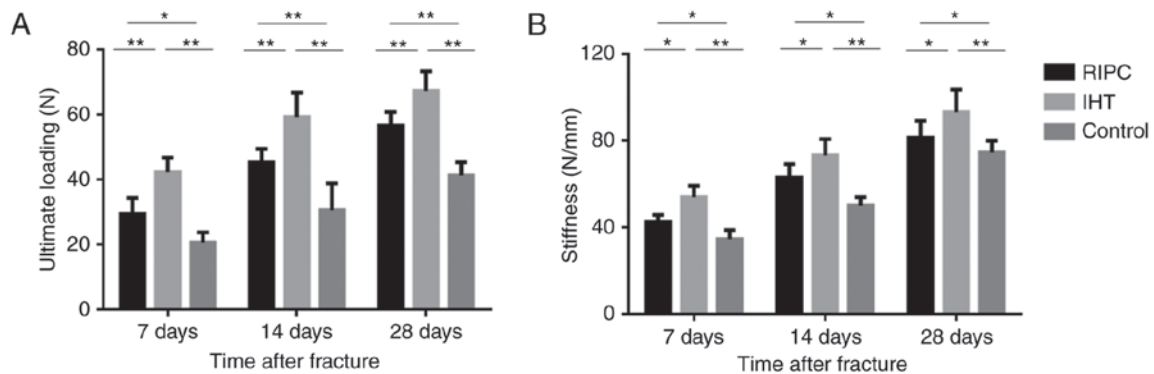 A
* ** **
** ** ** ** ** **
80
60
40
20
0
Ultimate loading (N)
7 days 14 days 28 days
Time after fracture
B
* * *
* ** * ** * **
120
80
40
0
Stiffness (N/mm)
7 days 14 days 28 days
Time after fracture
RIPC
IHT
Control